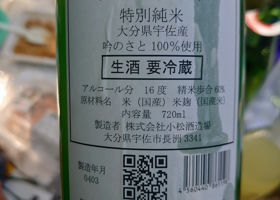 特別純米
大分県宇佐産
吟のさと 100%使用
生酒 要冷蔵
アルコール分 16度 精米歩合 60%
原材料名 米(国産)米麹(国産米)
内容量 720ml
製造者 株式会社小松酒造場
大分県宇佐市長洲3341
製造年月
0403